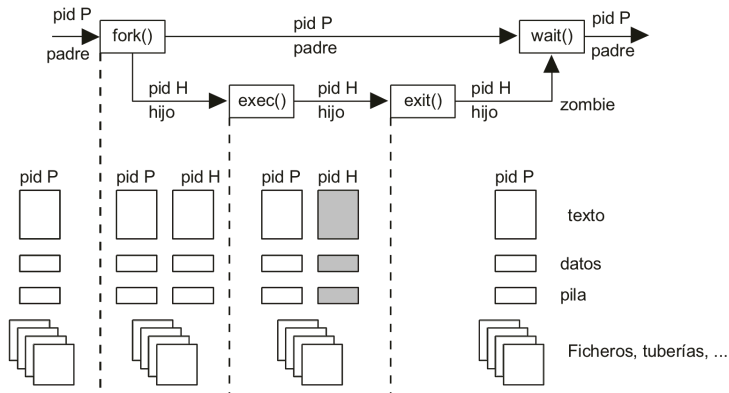 pid P
padre
fork()
pid P
padre
wait()
pid P
padre
pid H
hijo
exec()
pid H
hijo
exit()
pid H
hijo
zombie
pid P
pid P
pid H
pid P
pid H
pid P
texto
datos
pila
Ficheros, tuberías, ...